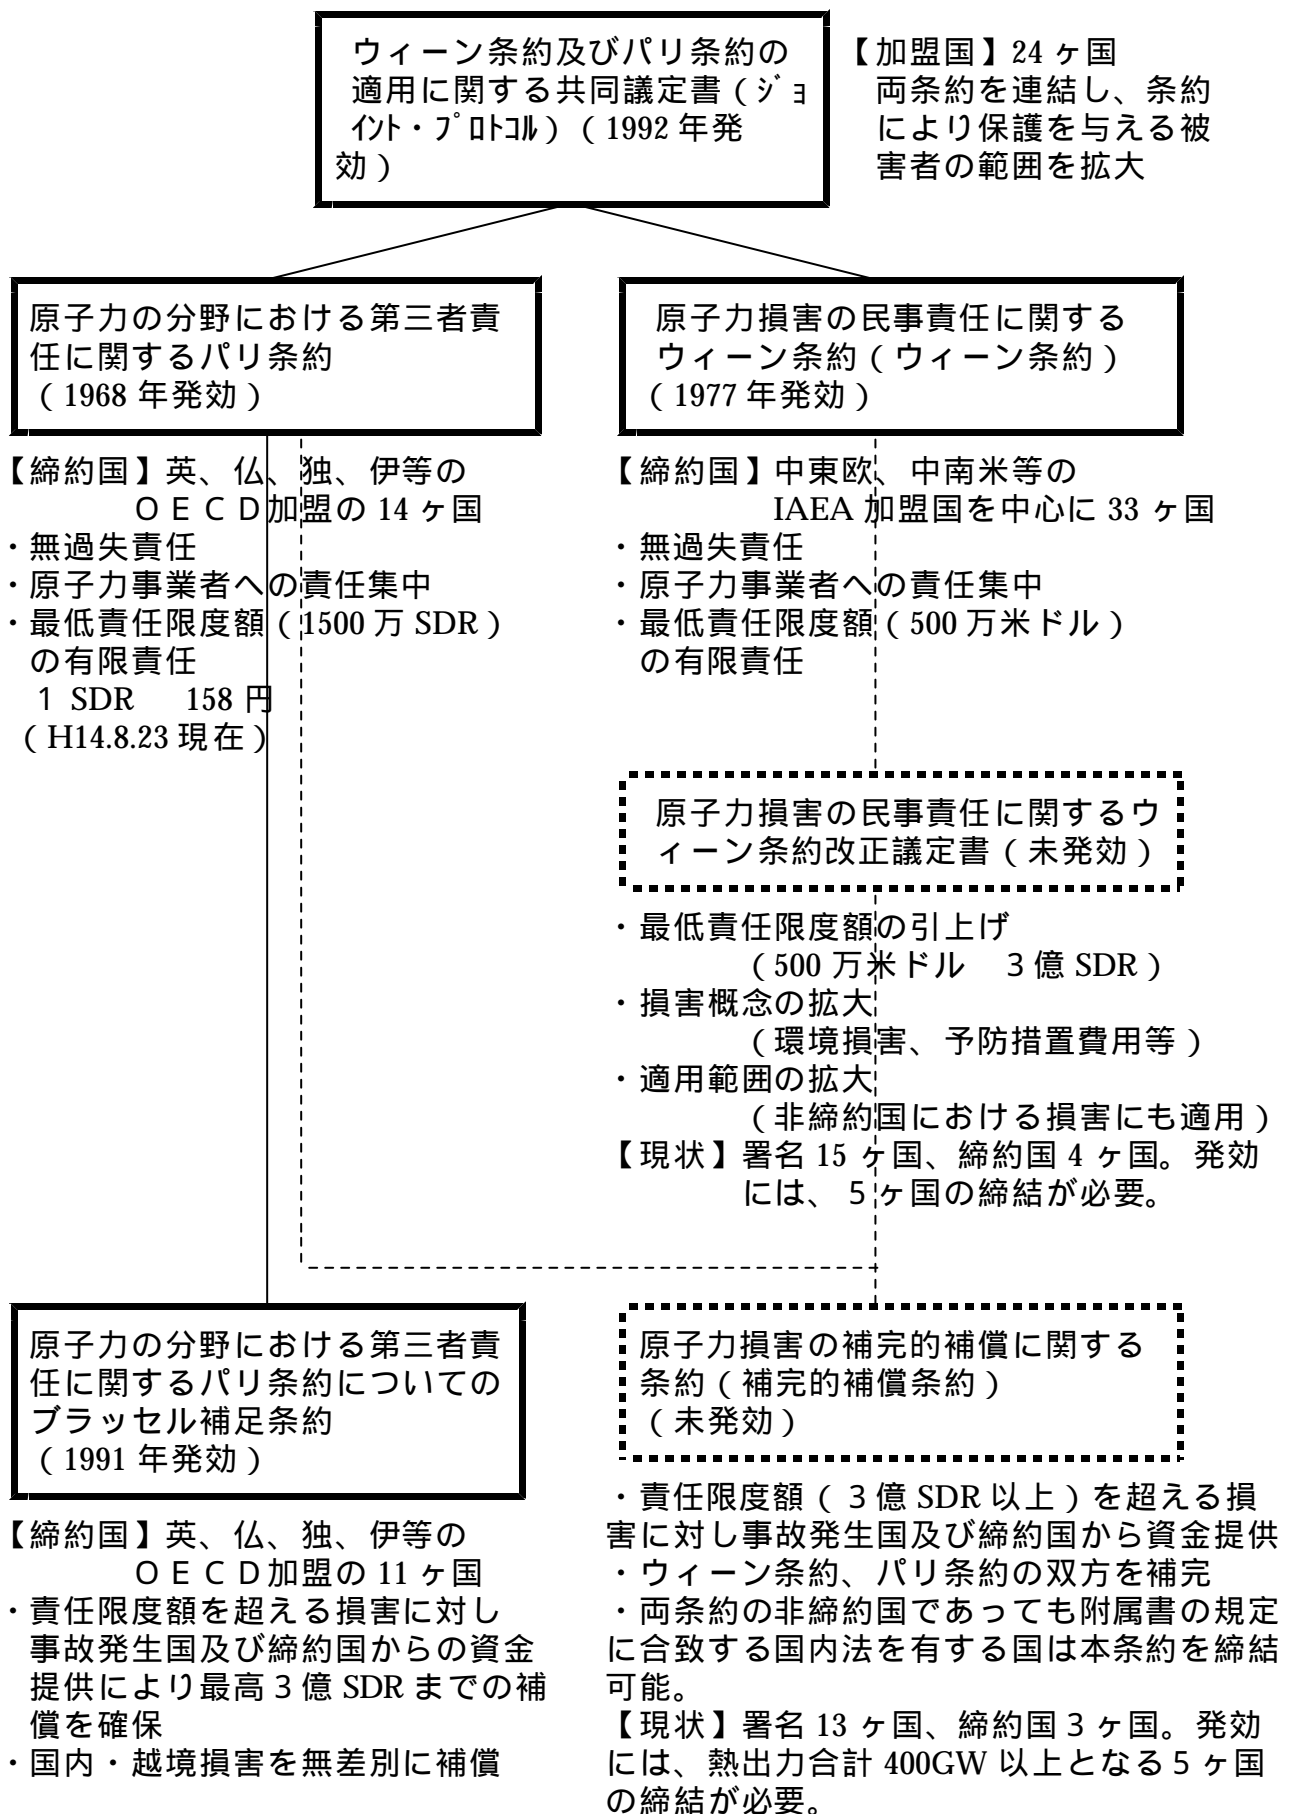 ウィーン条約及びパリ条約の
適用に関する共同議定書(ジョ
イント・プロトコル)(1992 年発
効)
【加盟国】24 ヶ国
両条約を連結し、条約
により保護を与える被
害者の範囲を拡大
原子力の分野における第三者責
任に関するパリ条約
(1968 年発効)
【締約国】英、仏、独、伊等の
OECD加盟の 14 ヶ国
・無過失責任
・原子力事業者への責任集中
・最低責任限度額(1500 万 SDR)
の有限責任
1 SDR 158 円
(H14.8.23 現在)
原子力損害の民事責任に関する
ウィーン条約(ウィーン条約)
(1977 年発効)
【締約国】中東欧、中南米等の
IAEA 加盟国を中心に 33 ヶ国
・無過失責任
・原子力事業者への責任集中
・最低責任限度額(500 万米ドル)
の有限責任
原子力損害の民事責任に関するウ
ィーン条約改正議定書(未発効)
・最低責任限度額の引上げ
(500 万米ドル 3億 SDR)
・損害概念の拡大
(環境損害、予防措置費用等)
・適用範囲の拡大
(非締約国における損害にも適用)
【現状】署名 15 ヶ国、締約国 4 ヶ国。発効
には、5ヶ国の締結が必要。
原子力の分野における第三者責
任に関するパリ条約についての
ブラッセル補足条約
(1991 年発効)
【締約国】英、仏、独、伊等の
OECD加盟の 11 ヶ国
・責任限度額を超える損害に対し
事故発生国及び締約国からの資金
提供により最高3億 SDR までの補
償を確保
・国内・越境損害を無差別に補償
原子力損害の補完的補償に関する
条約(補完的補償条約)
(未発効)
・責任限度額(3億 SDR 以上)を超える損
害に対し事故発生国及び締約国から資金提供
・ウィーン条約、パリ条約の双方を補完
・両条約の非締約国であっても附属書の規定
に合致する国内法を有する国は本条約を締結
可能。
【現状】署名 13 ヶ国、締約国3ヶ国。発効
には、熱出力合計 400GW 以上となる5ヶ国
の締結が必要。